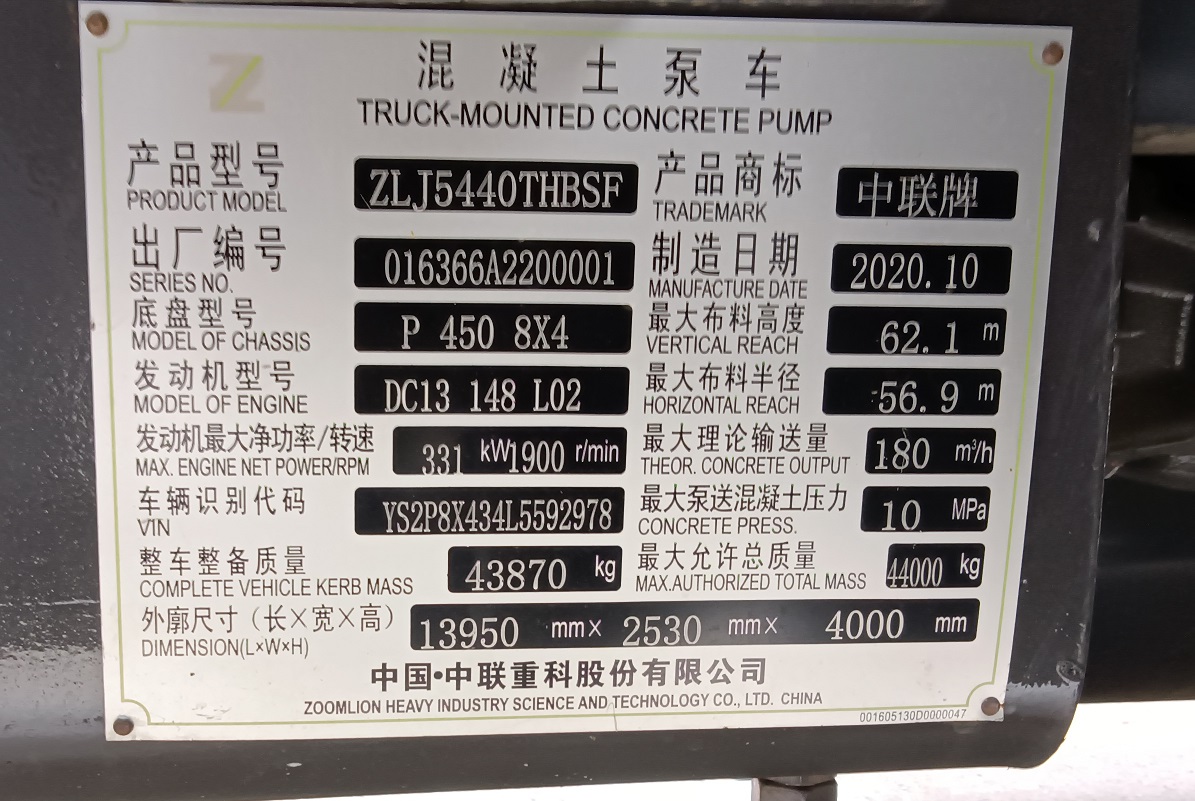 混凝土泵车
TRUCK-MOUNTED CONCRETE PUMP
产品型号 ZLJ5440THBSF 产品商标 中联牌
PRODUCT MODEL TRADEMARK
出厂编号 016366A2200001 制造日期 2020.10
SERIES NO. MANUFACTURE DATE
底盘型号 P 450 8X4 最大布料高度 62.1 m
MODEL OF CHASSIS VERTICAL REACH
发动机型号 DC13 148 L02 最大布料半径 56.9 m
MODEL OF ENGINE HORIZONTAL REACH
发动机最大净功率/转速 331 kW 1900 r/min 最大理论输送量 180 m³/h
MAX. ENGINE NET POWER/RPM THEOR. CONCRETE OUTPUT
车辆识别代码 YS2P8X434L5592978 最大泵送混凝土压力 10 MPa
VIN CONCRETE PRESS.
整车整备质量 43870 kg 最大允许总质量 44000 kg
COMPLETE VEHICLE KERB MASS MAX.AUTHORIZED TOTAL MASS
外廓尺寸（长×宽×高） 13950 mm× 2530 mm× 4000 mm
DIMENSION(L×W×H)
中国•中联重科股份有限公司
ZOOMLION HEAVY INDUSTRY SCIENCE AND TECHNOLOGY CO., LTD. CHINA
001605130D0000047